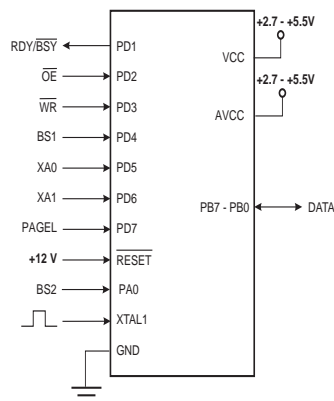 +2.7 - +5.5V
RDY/BSY PD1
VCC
OE PD2
+2.7 - +5.5V
WR PD3
AVCC
BS1 PD4
XA0 PD5
XA1 PD6
PB7 - PB0 DATA
PAGEL PD7
+12 V RESET
BS2 PA0
XTAL1
GND